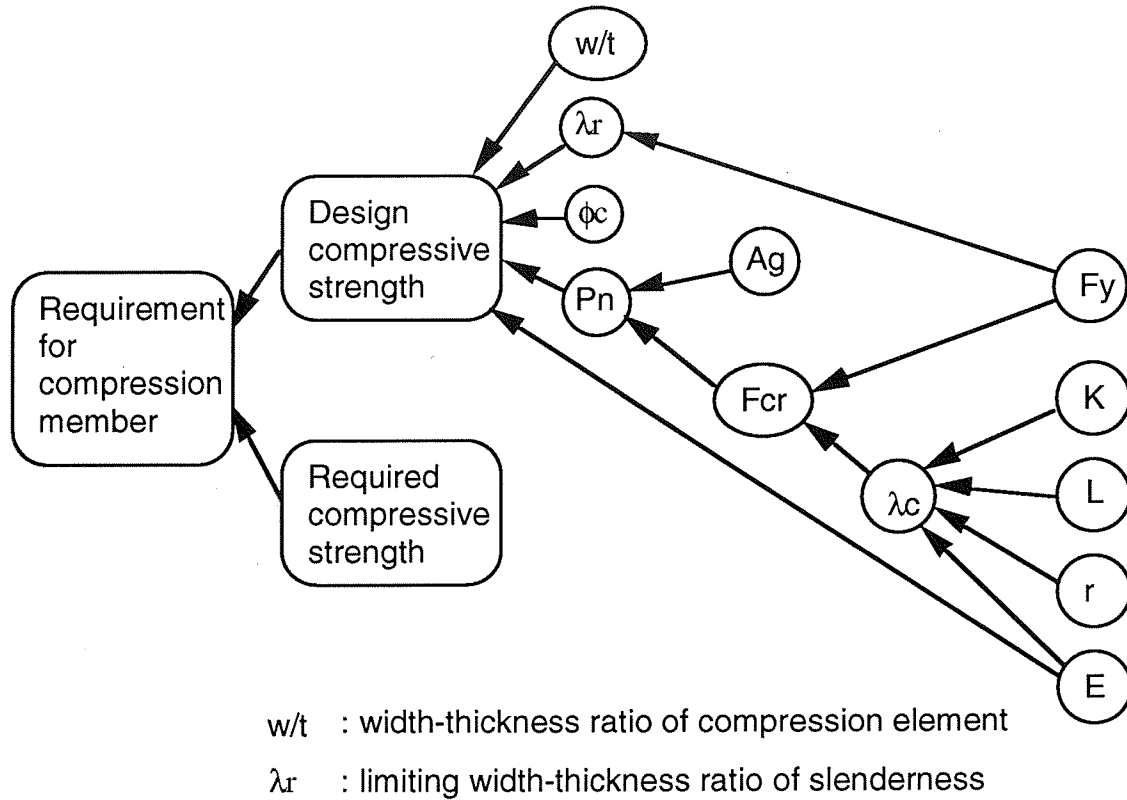 w/t
λr
Design
compressive
strength
ϕc
Ag
Pn
Fy
Requirement
for
compression
member
Fcr
K
Required
compressive
strength
λc
L
r
E
w/t : width-thickness ratio of compression element
λr : limiting width-thickness ratio of slenderness